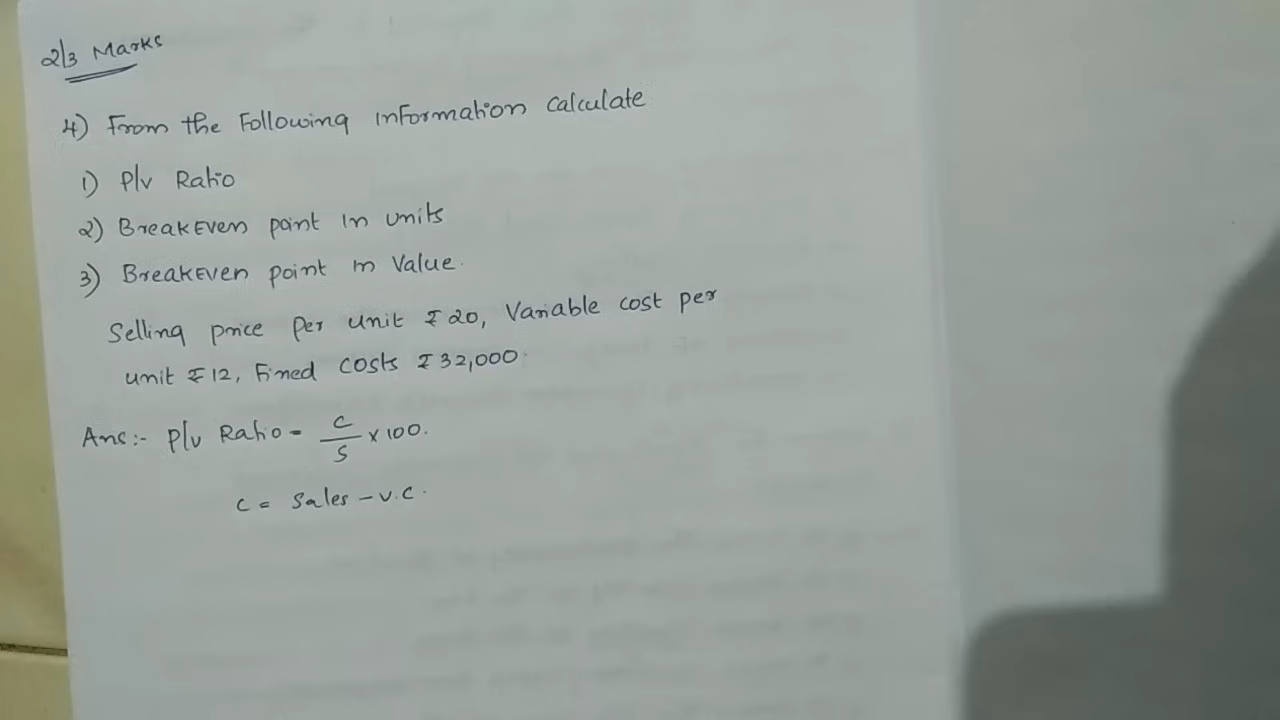 2/3 Marks
4) From the Following information calculate
1) P/v Ratio
2) BreakEven point in units
3) BreakEven point in Value.
Selling price per unit ₹20, Variable cost per
unit ₹12, Fixed costs ₹32,000.
Ans:- P/v Ratio = C/S × 100.
C = Sales - V.C.